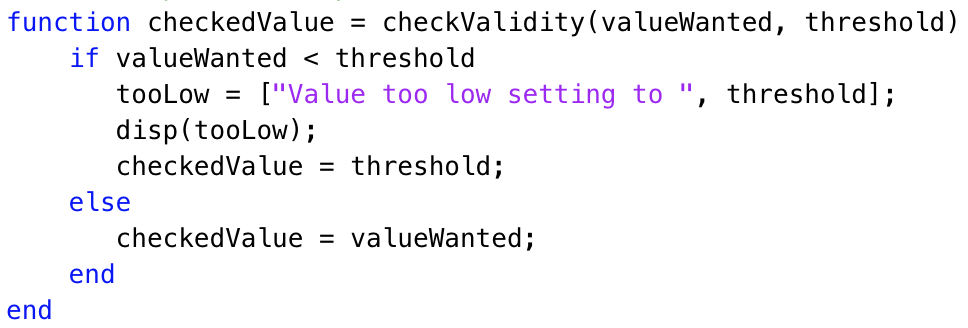 function checkedValue = checkValidity(valueWanted, threshold)
    if valueWanted < threshold
       tooLow = ["Value too low setting to ", threshold];
       disp(tooLow);
       checkedValue = threshold;
    else
       checkedValue = valueWanted;
    end
end